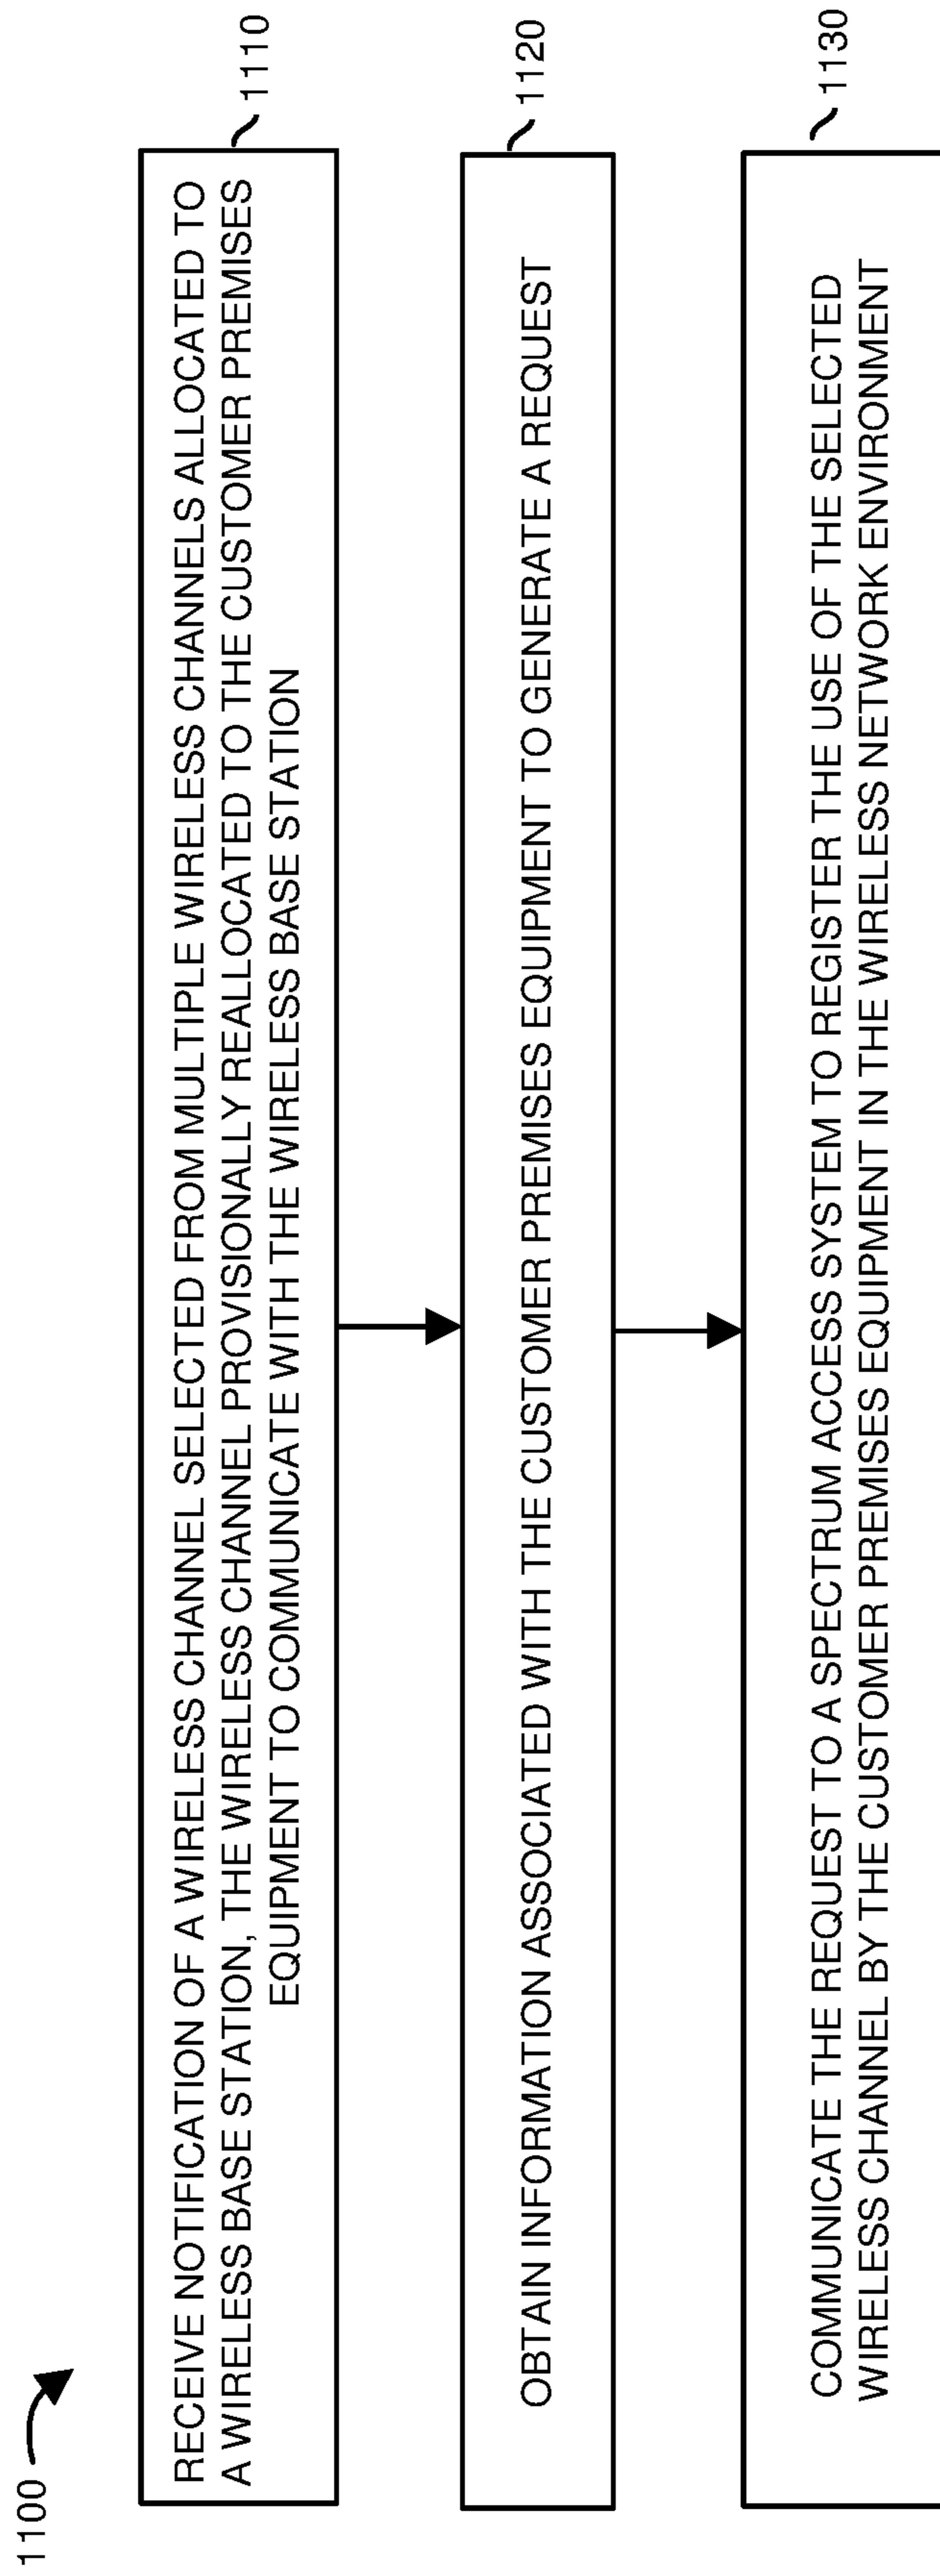 1100
RECEIVE NOTIFICATION OF A WIRELESS CHANNEL SELECTED FROM MULTIPLE WIRELESS CHANNELS ALLOCATED TO
A WIRELESS BASE STATION, THE WIRELESS CHANNEL PROVISIONALLY REALLOCATED TO THE CUSTOMER PREMISES
EQUIPMENT TO COMMUNICATE WITH THE WIRELESS BASE STATION
1110
OBTAIN INFORMATION ASSOCIATED WITH THE CUSTOMER PREMISES EQUIPMENT TO GENERATE A REQUEST
1120
COMMUNICATE THE REQUEST TO A SPECTRUM ACCESS SYSTEM TO REGISTER THE USE OF THE SELECTED
WIRELESS CHANNEL BY THE CUSTOMER PREMISES EQUIPMENT IN THE WIRELESS NETWORK ENVIRONMENT
1130